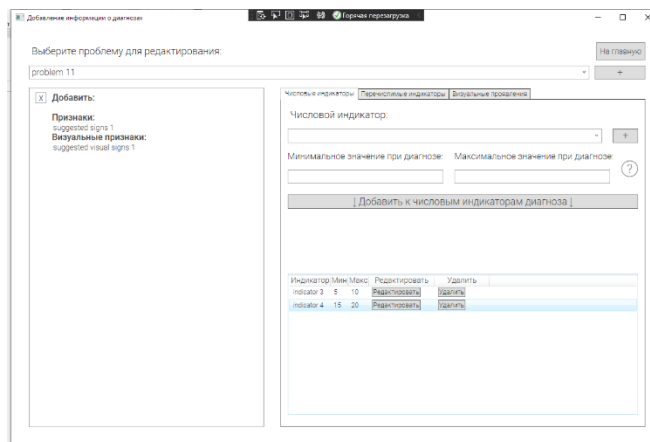 Добавление информации о диагнозах
Горячая перезагрузка
Выберите проблему для редактирования:
На главную
problem 11
+
X Добавить:
Признаки:
suggested signs 1
Визуальные признаки:
suggested visual signs 1
Числовые индикаторы Перечислимые индикаторы Визуальные проявления
Числовой индикатор:
+
Минимальное значение при диагнозе: Максимальное значение при диагнозе:
?
↓ Добавить к числовым индикаторам диагноза ↓
Индикатор Мин Макс Редактировать Удалить
indicator 3 5 10 Редактировать Удалить
indicator 4 15 20 Редактировать Удалить